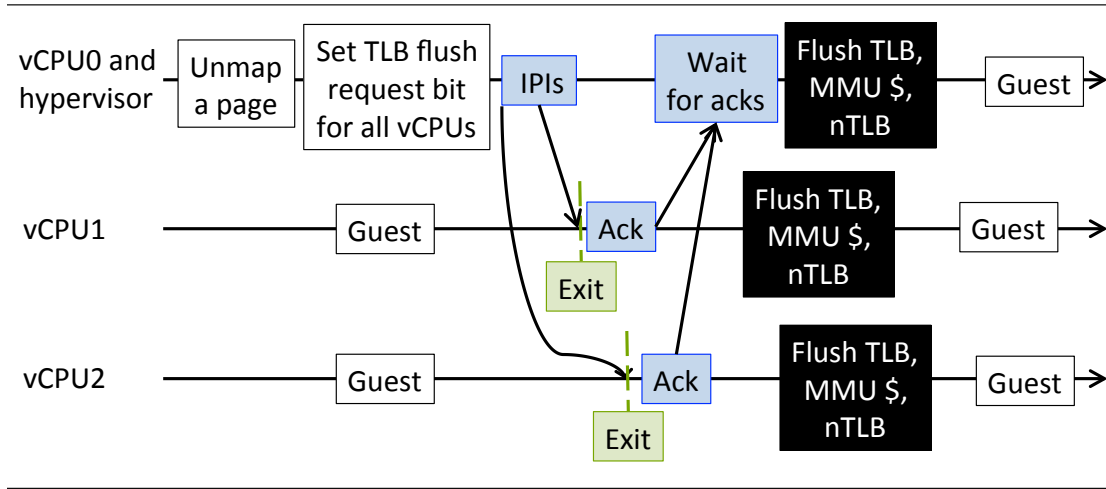 vCPU0 and
hypervisor
Unmap
a page
Set TLB flush
request bit
for all vCPUs
IPIs
Wait
for acks
Flush TLB,
MMU $,
nTLB
Guest
vCPU1
Guest
Ack
Exit
Flush TLB,
MMU $,
nTLB
Guest
vCPU2
Guest
Ack
Exit
Flush TLB,
MMU $,
nTLB
Guest